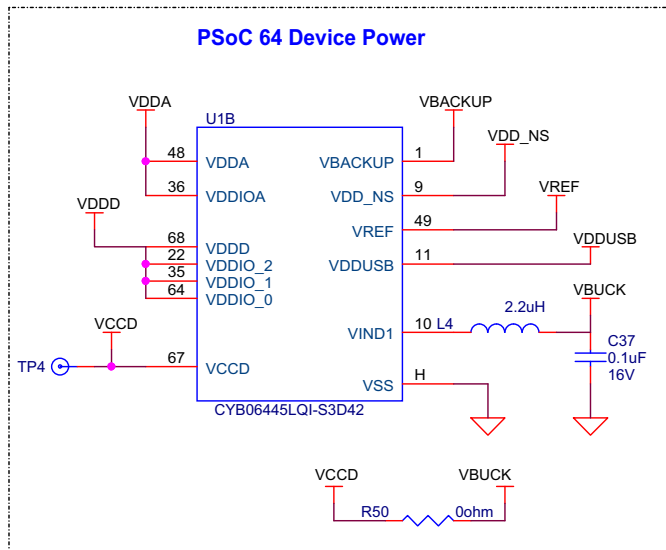 PSoC 64 Device Power
VDDA
U1B
VBACKUP
VDD_NS
48 VDDA
VBACKUP 1
36 VDDIOA
VDD_NS 9
VREF
VDDD
VREF 49
68 VDDD
22 VDDIO_2
VDDUSB 11
VDDUSB
35 VDDIO_1
64 VDDIO_0
VBUCK
2.2uH
VCCD
VIND1 10 L4
C37
0.1uF
16V
TP4
67 VCCD
VSS H
CYB06445LQI-S3D42
VCCD
VBUCK
R50 0ohm